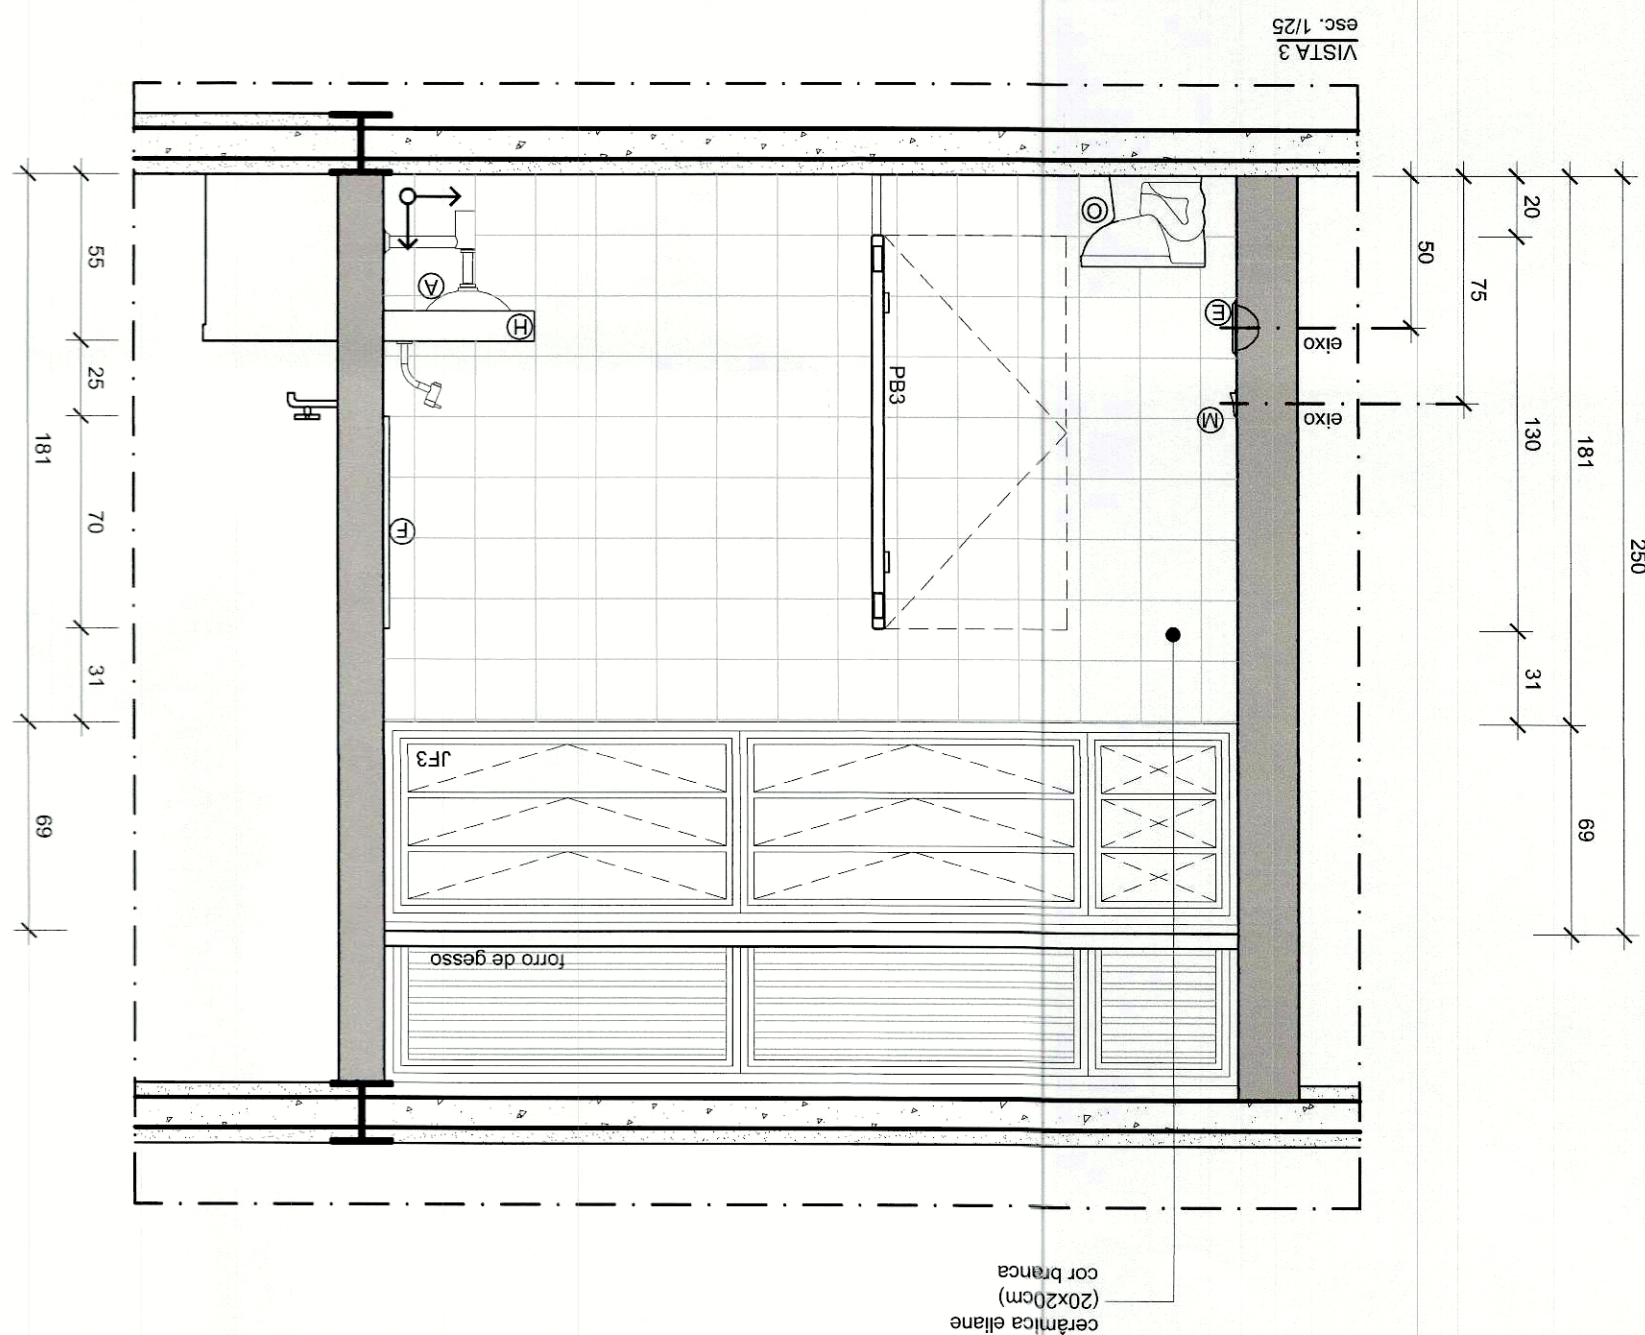 cerâmica eliane
(20x20cm)
cor branca
forro de gesso
JF3
PB3
F
M
E
H
A
O
eixo
eixo
250
69
181
31
130
20
75
50
69
181
31
70
25
55
VISTA 3
esc. 1/25